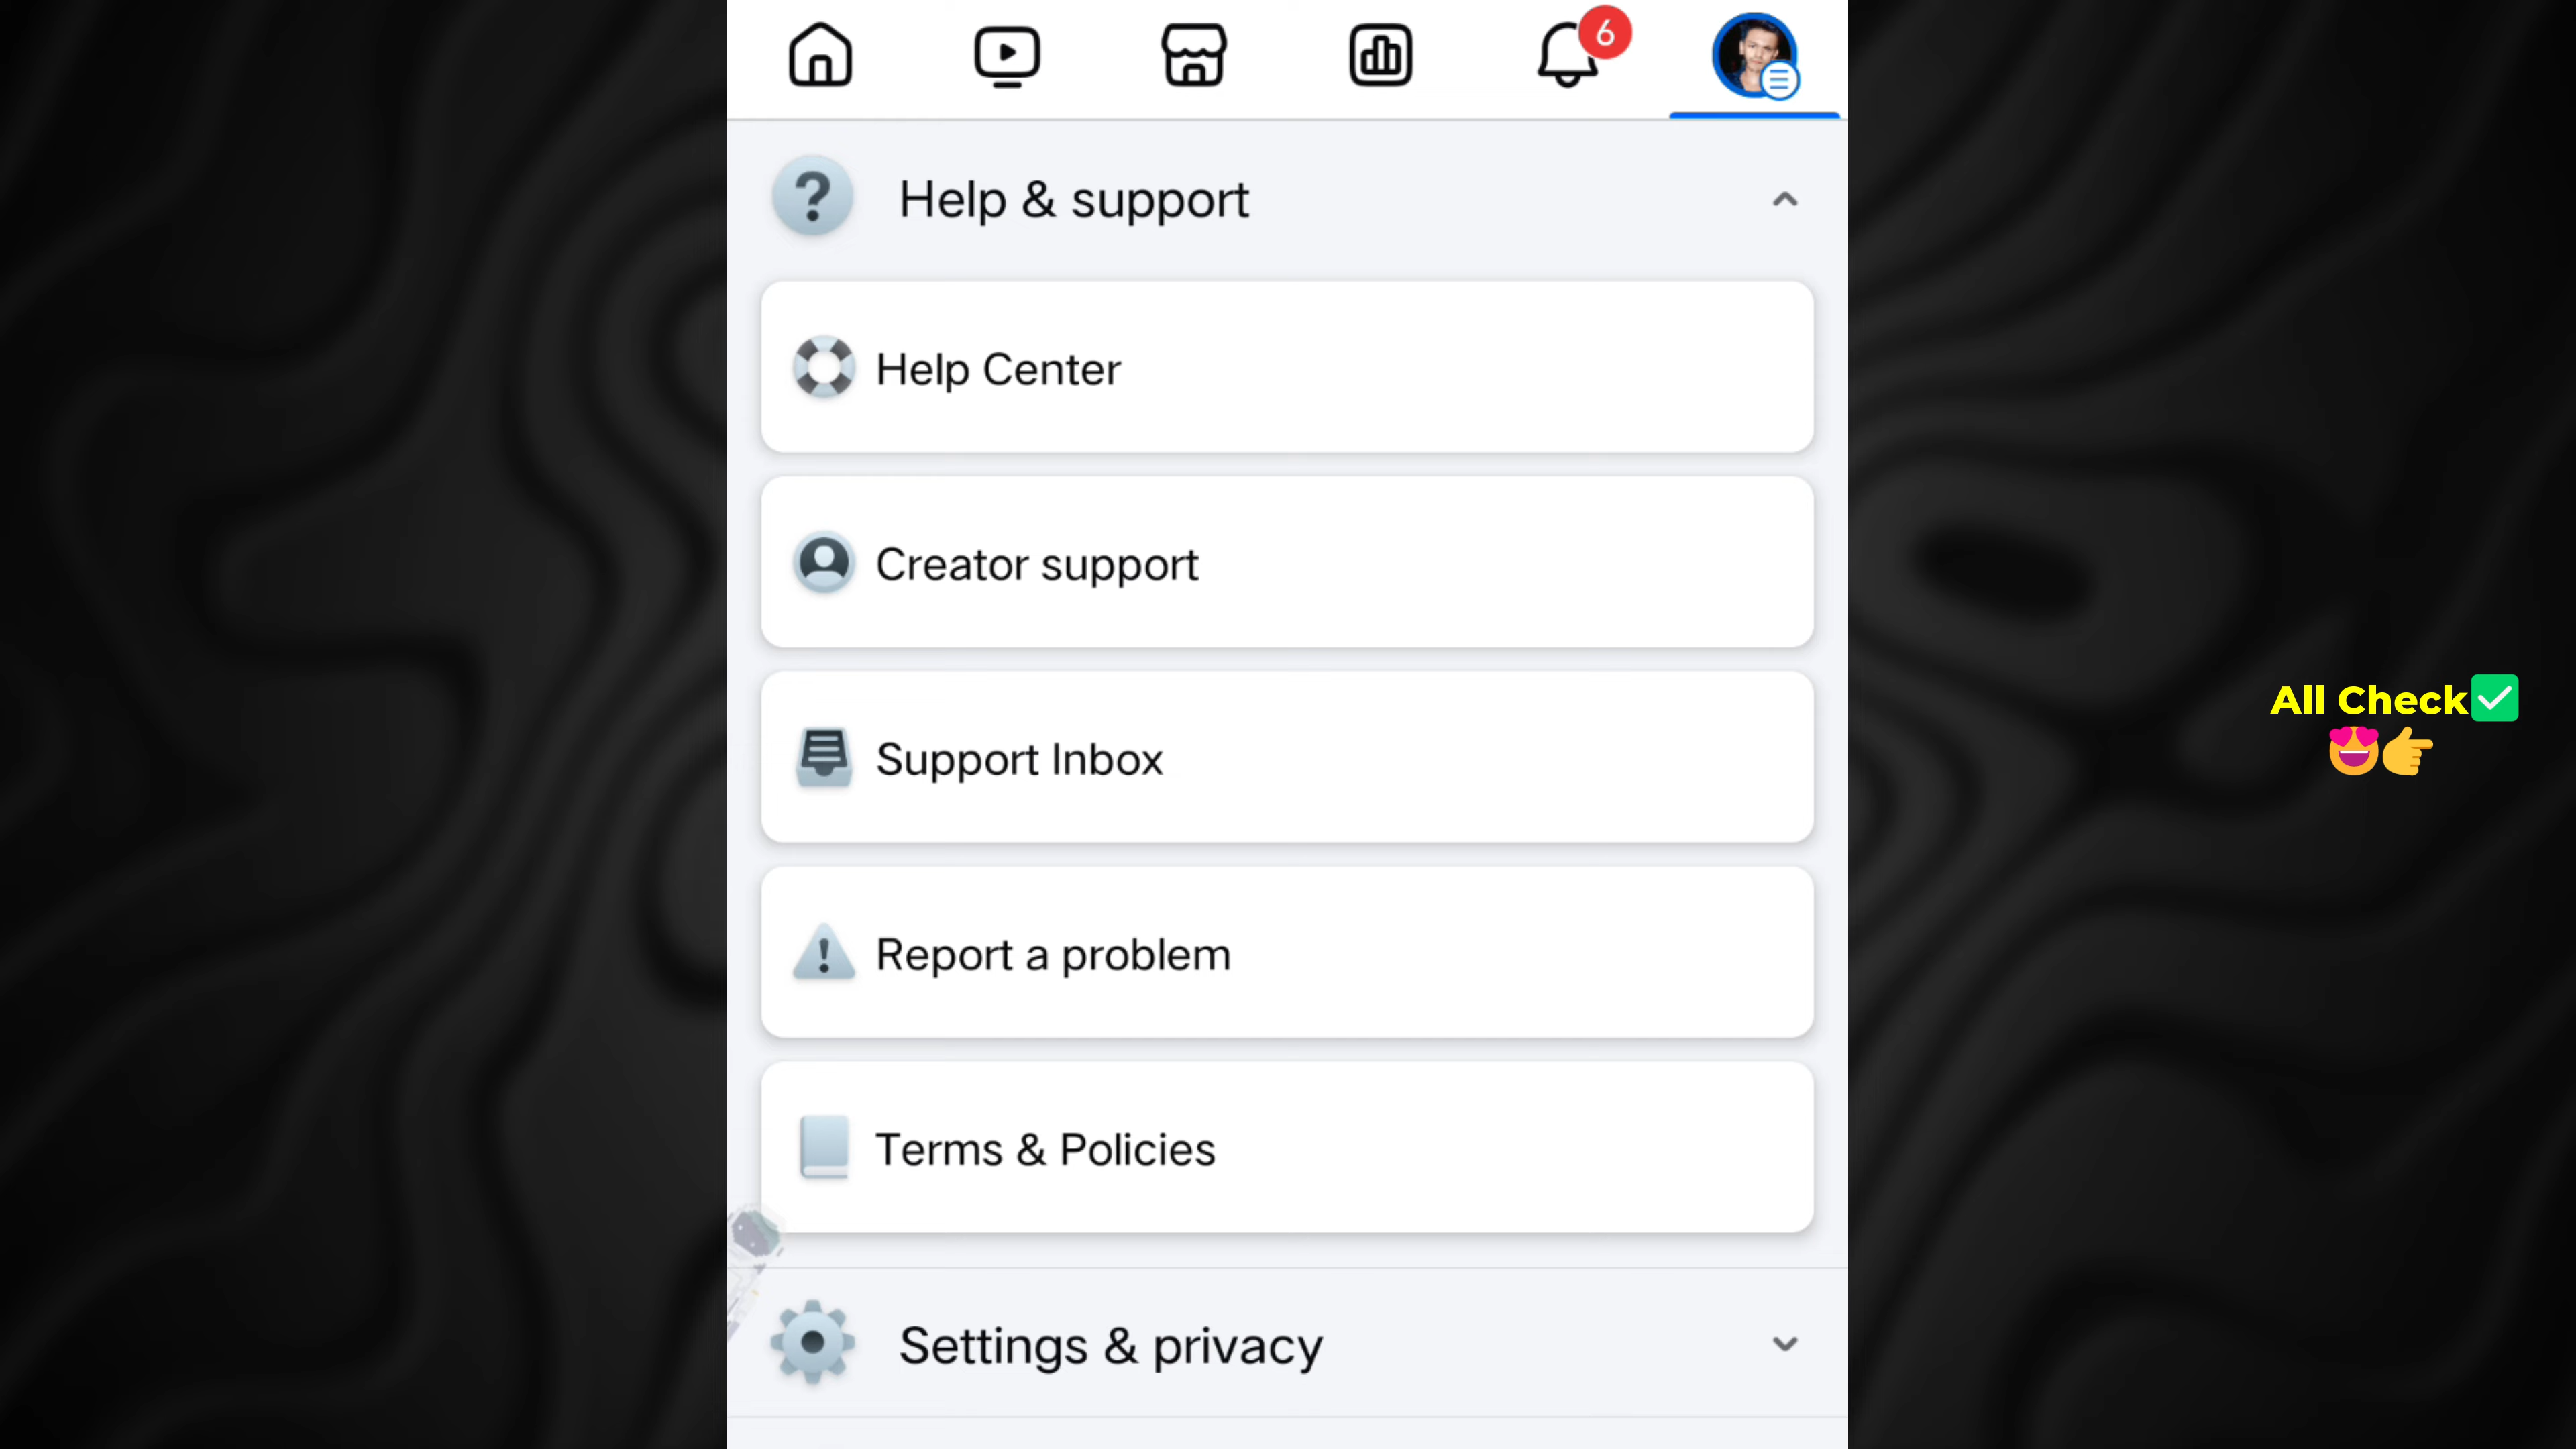 6
Help & support
Help Center
Creator support
Support Inbox
Report a problem
Terms & Policies
Settings & privacy
All Check✅
😍👉